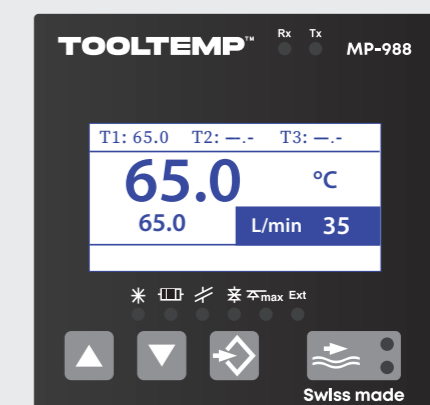 TOOLTEMP™ Rx Tx MP-988
T1: 65.0 T2: —.- T3: —.-
65.0 °C
65.0 L/min 35
max Ext
Swiss made